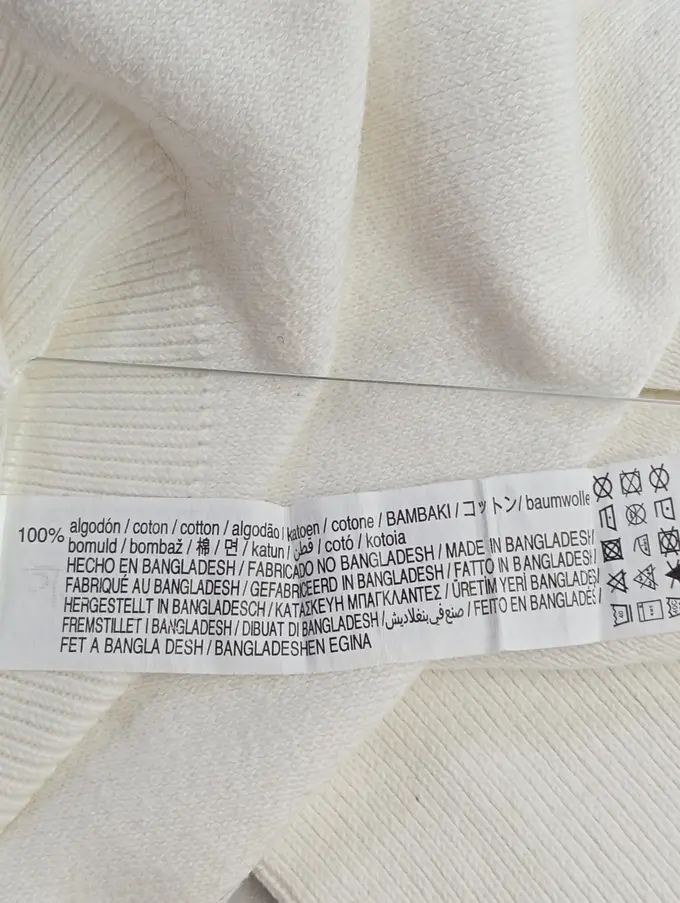 100% algodón / coton / cotton / algodão / katoen / cotone / BAMBAKI / コットン / baumwolle
bomuld / bombaž / 棉 / 면 / katun / قطن / cotó / kotoia
HECHO EN BANGLADESH / FABRICADO NO BANGLADESH / MADE IN BANGLADESH /
FABRIQUÉ AU BANGLADESH / GEFABRICEERD IN BANGLADESH / FATTO IN BANGLADESH /
HERGESTELLT IN BANGLADESCH / ΚΑΤΑΣΚΕΥΗ ΜΠΑΓΚΛΑΝΤΕΣ / ÜRETİM YERİ BANGLADEŞ /
FREMSTILLET I BANGLADESH / DIBUAT DI BANGLADESH / صنع في بنغلاديش / FEITO EN BANGLADÉS /
FET A BANGLA DESH / BANGLADESHEN EGINA